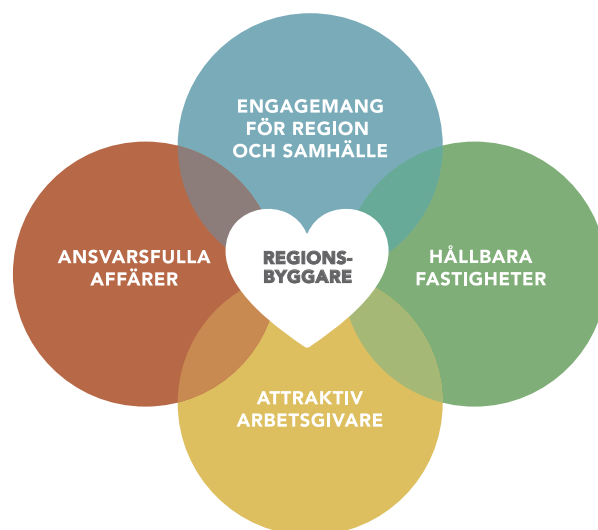 ENGAGEMANG
FÖR REGION
OCH SAMHÄLLE
ANSVARSFULLA
AFFÄRER
REGIONS-
BYGGARE
HÅLLBARA
FASTIGHETER
ATTRAKTIV
ARBETSGIVARE